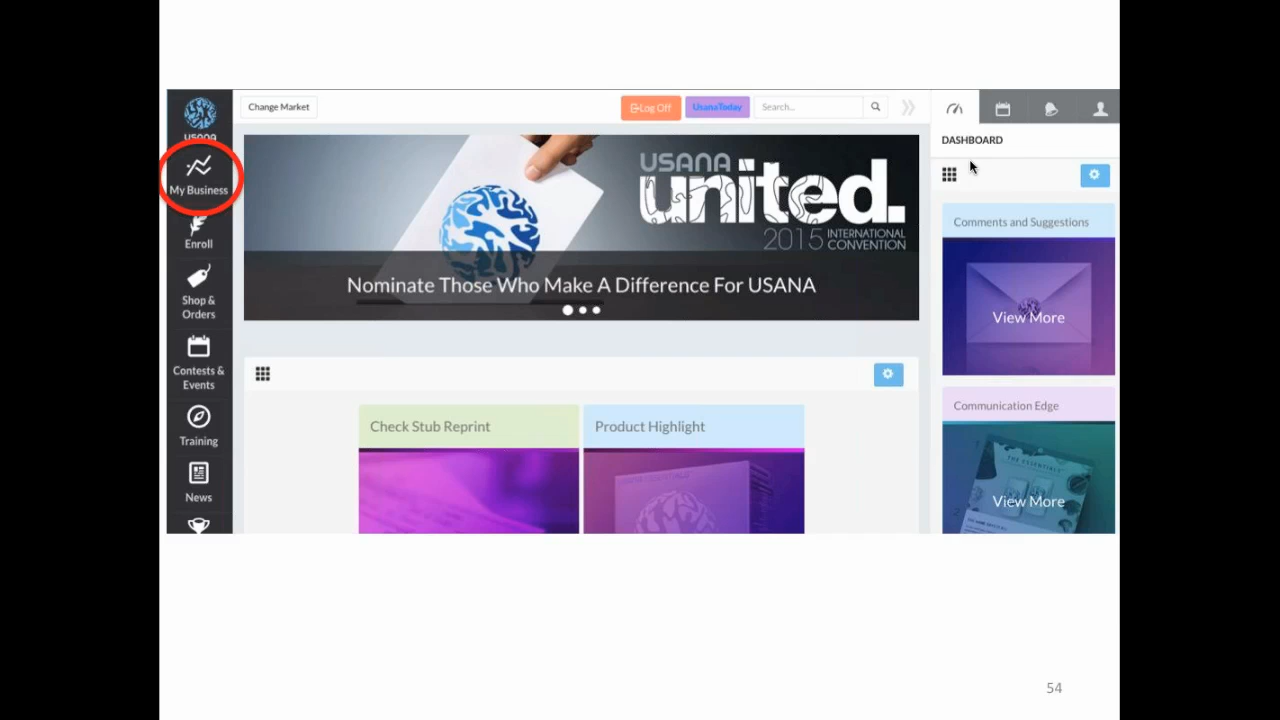 Change Market
Log Off
UsanaToday
Search...
USANA
My Business
Enroll
Shop &
Orders
Contests &
Events
Training
News
USANA
united.
2015 INTERNATIONAL
CONVENTION
Nominate Those Who Make A Difference For USANA
Check Stub Reprint
Product Highlight
DASHBOARD
Comments and Suggestions
View More
Communication Edge
THE ESSENTIALS
View More
54